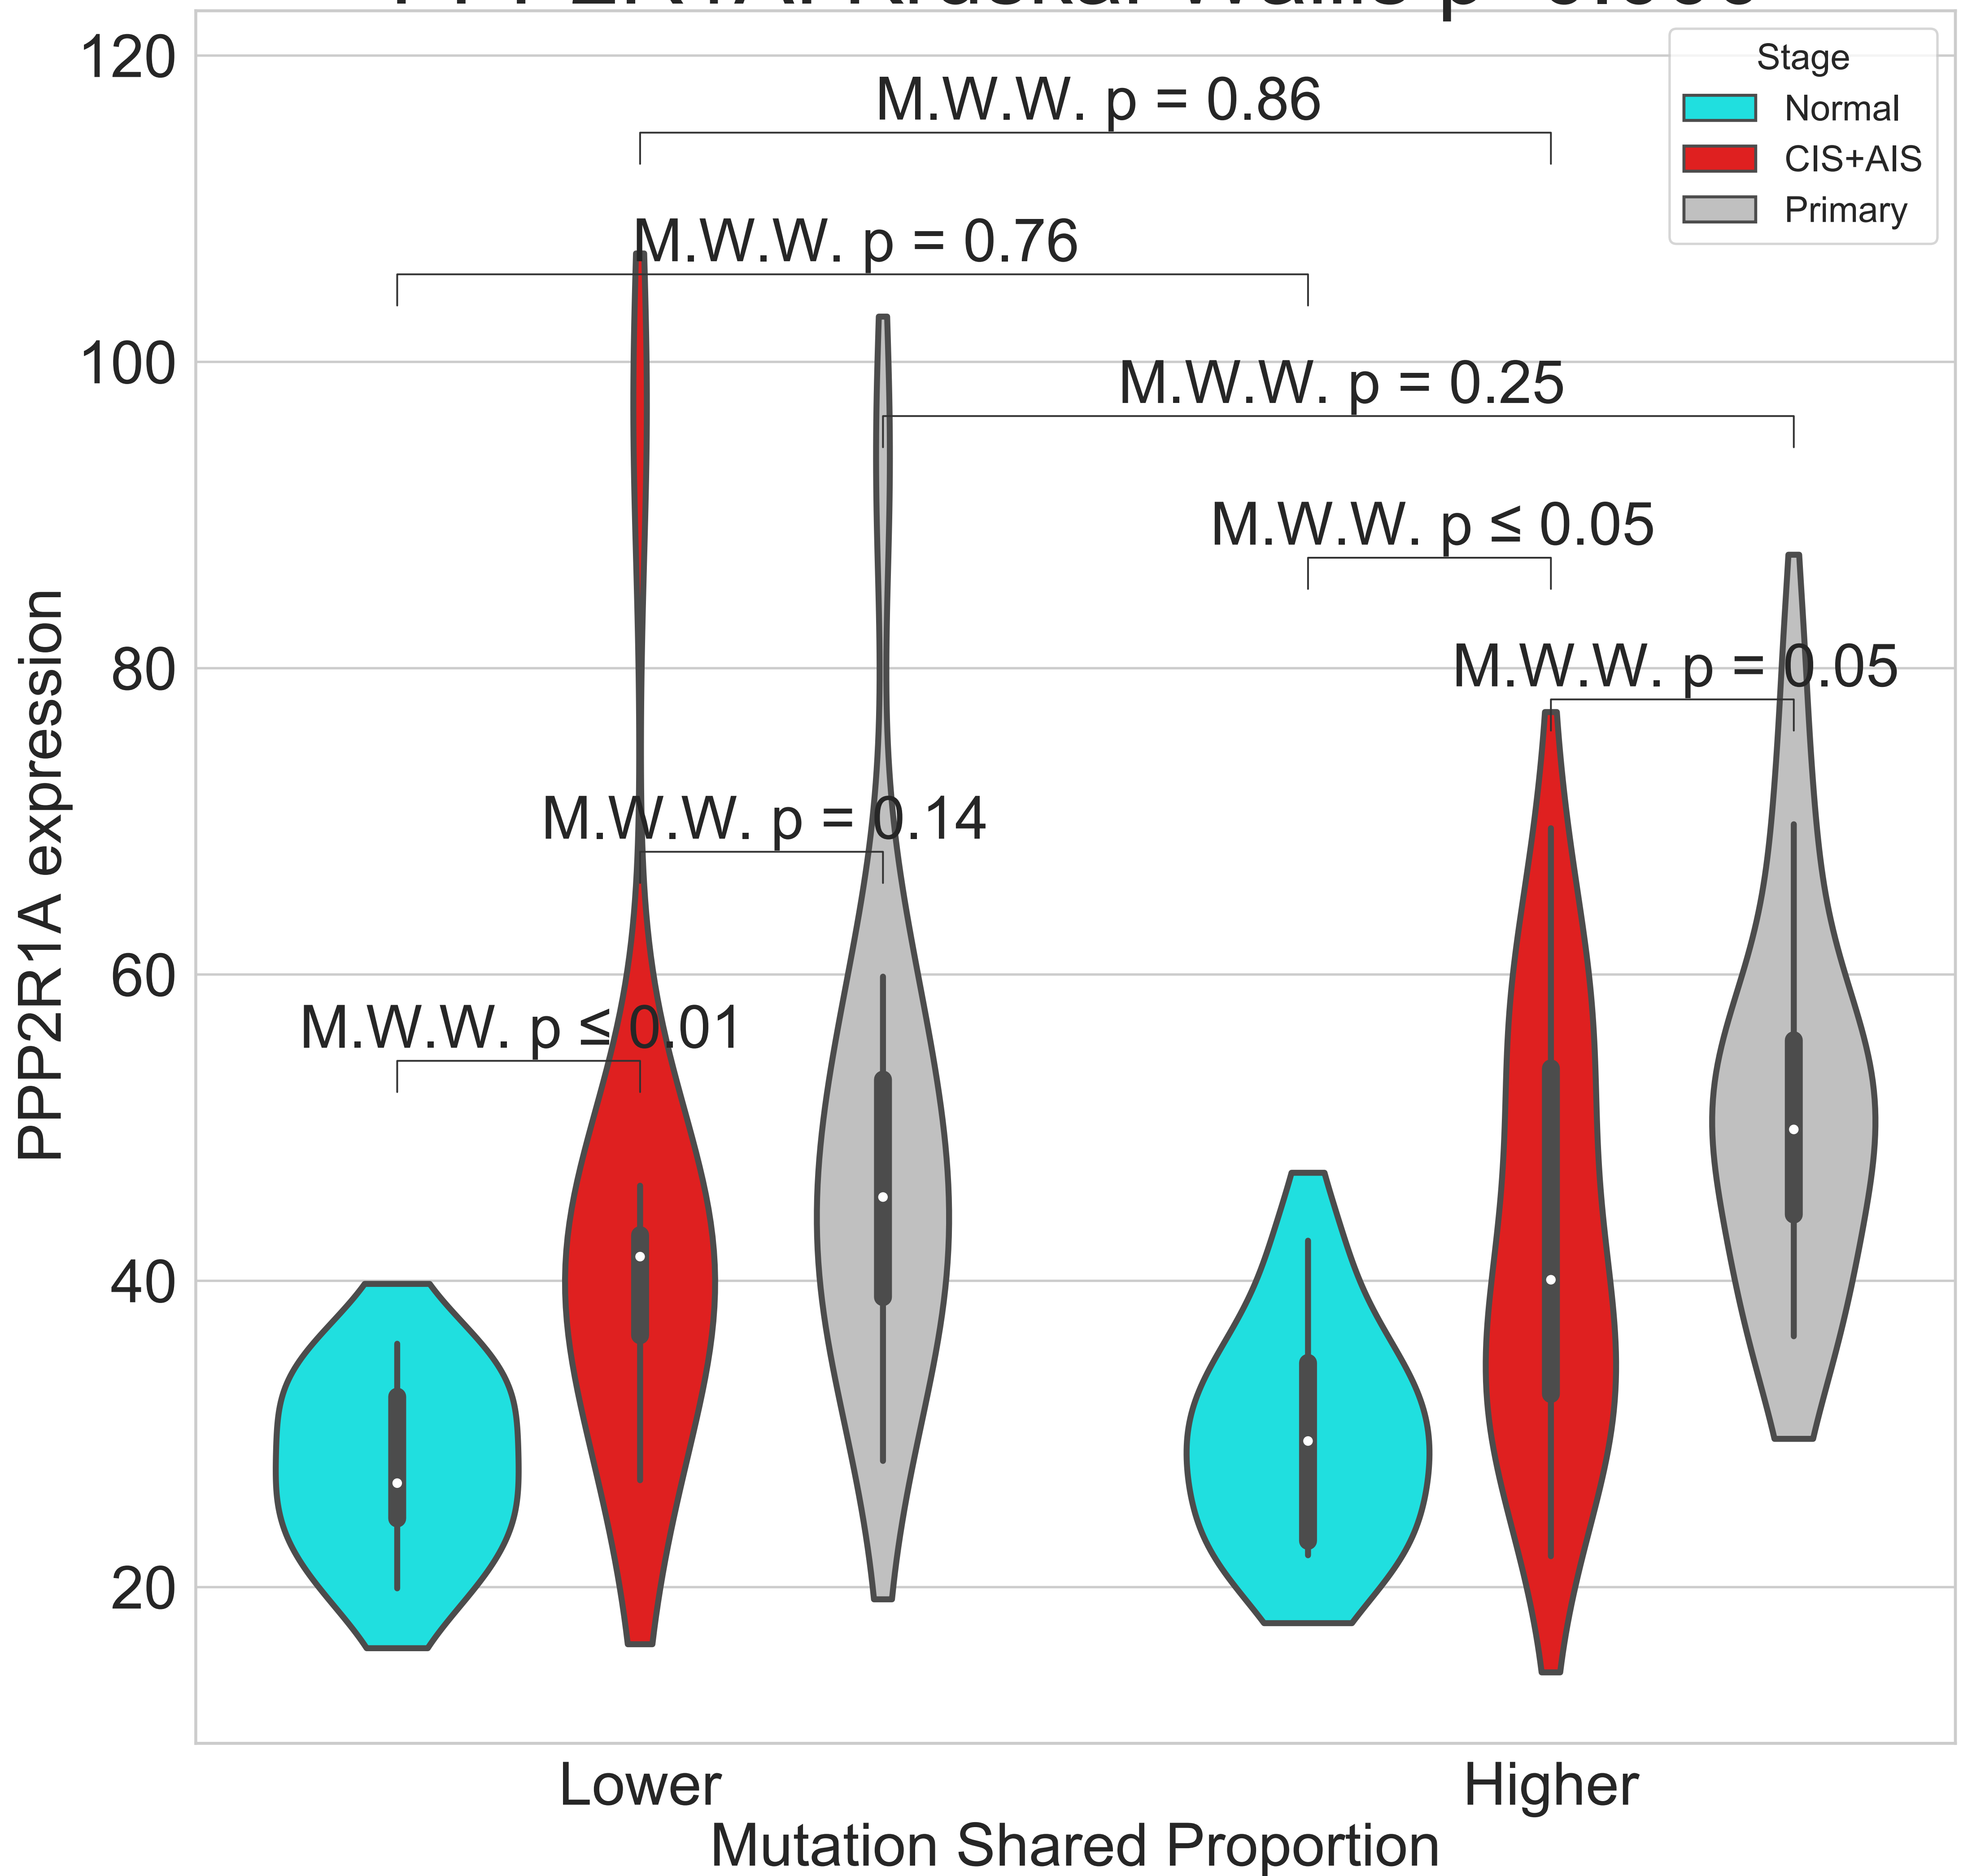 120
Stage
Normal
CIS+AIS
Primary
M.W.W. p = 0.86
M.W.W. p = 0.76
100
M.W.W. p = 0.25
M.W.W. p ≤ 0.05
80
M.W.W. p = 0.05
M.W.W. p = 0.14
60
M.W.W. p ≤ 0.01
40
20
PPP2R1A expression
Lower
Higher
Mutation Shared Proportion